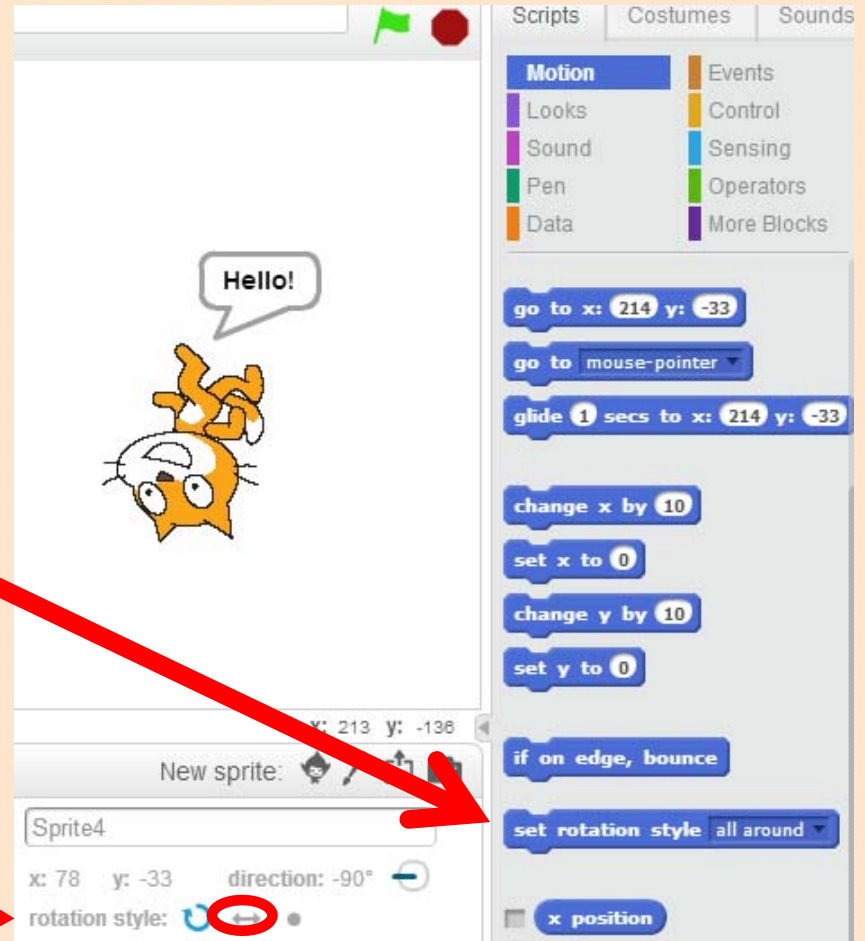 Scripts Costumes Sounds
Motion Events
Looks Control
Sound Sensing
Pen Operators
Data More Blocks
Hello!
go to x: 214 y: -33
go to mouse-pointer
glide 1 secs to x: 214 y: -33
change x by 10
set x to 0
change y by 10
set y to 0
x: 213 y: -136
New sprite:
if on edge, bounce
Sprite4
set rotation style all around
x: 78 y: -33 direction: -90°
rotation style:
x position